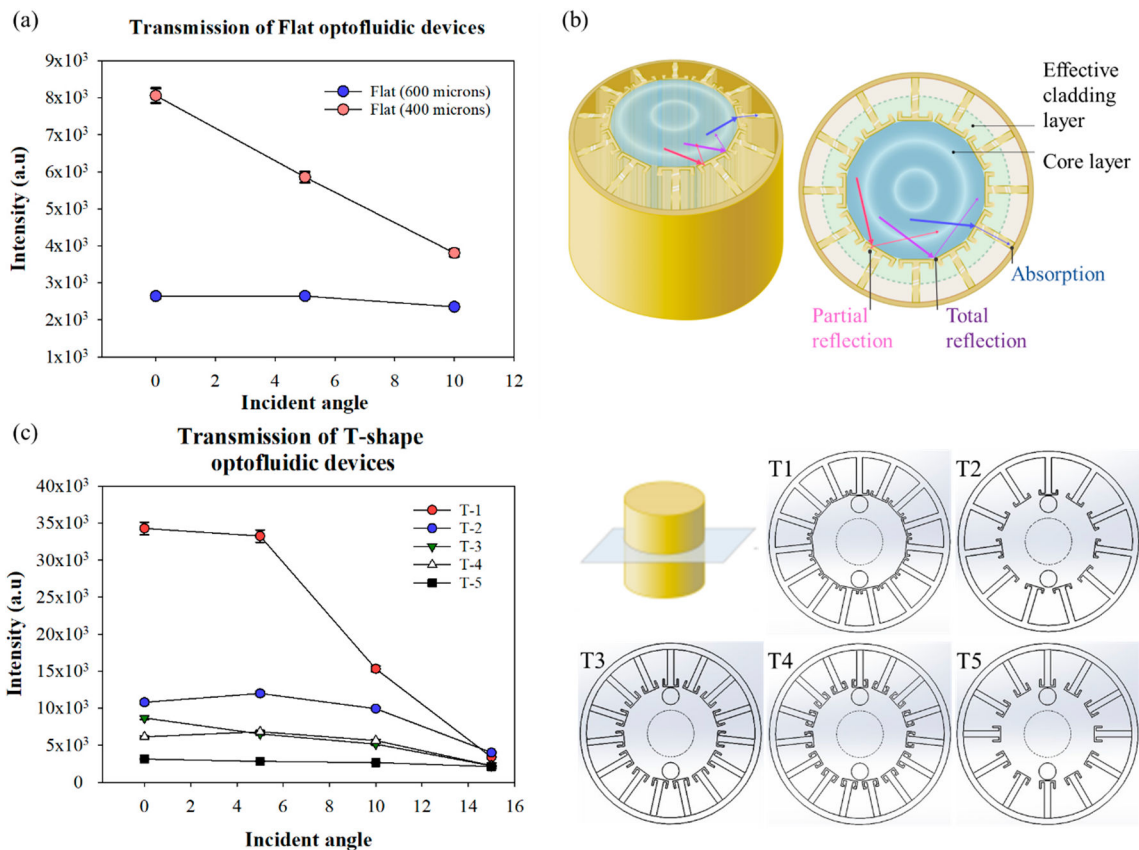 (a)
Transmission of Flat optofluidic devices
9x10³
8x10³
7x10³
6x10³
5x10³
4x10³
3x10³
2x10³
1x10³
Intensity (a.u)
Flat (600 microns)
Flat (400 microns)
0 2 4 6 8 10 12
Incident angle
(b)
Effective
cladding
layer
Core layer
Absorption
Partial
reflection
Total
reflection
(c)
Transmission of T-shape
optofluidic devices
40x10³
35x10³
30x10³
25x10³
20x10³
15x10³
10x10³
5x10³
0
Intensity (a.u)
T-1
T-2
T-3
T-4
T-5
0 2 4 6 8 10 12 14 16
Incident angle
T1
T2
T3
T4
T5